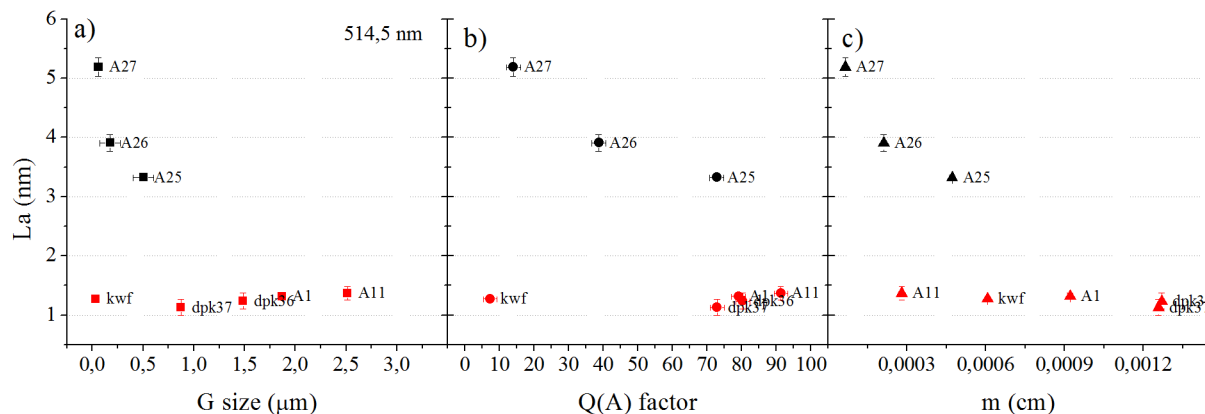 a)
514,5 nm
b)
c)
La (nm)
6
5
4
3
2
1
A27
A26
A25
kwf
dpk37
dpk36
A1
A11
A27
A26
A25
kwf
A1
dpk36
dpk37
A11
A27
A26
A25
A11
kwf
A1
dpk3
dpk3
0,0 0,5 1,0 1,5 2,0 2,5 3,0
0 10 20 30 40 50 60 70 80 90 100
0,0003 0,0006 0,0009 0,0012
G size (μm)
Q(A) factor
m (cm)